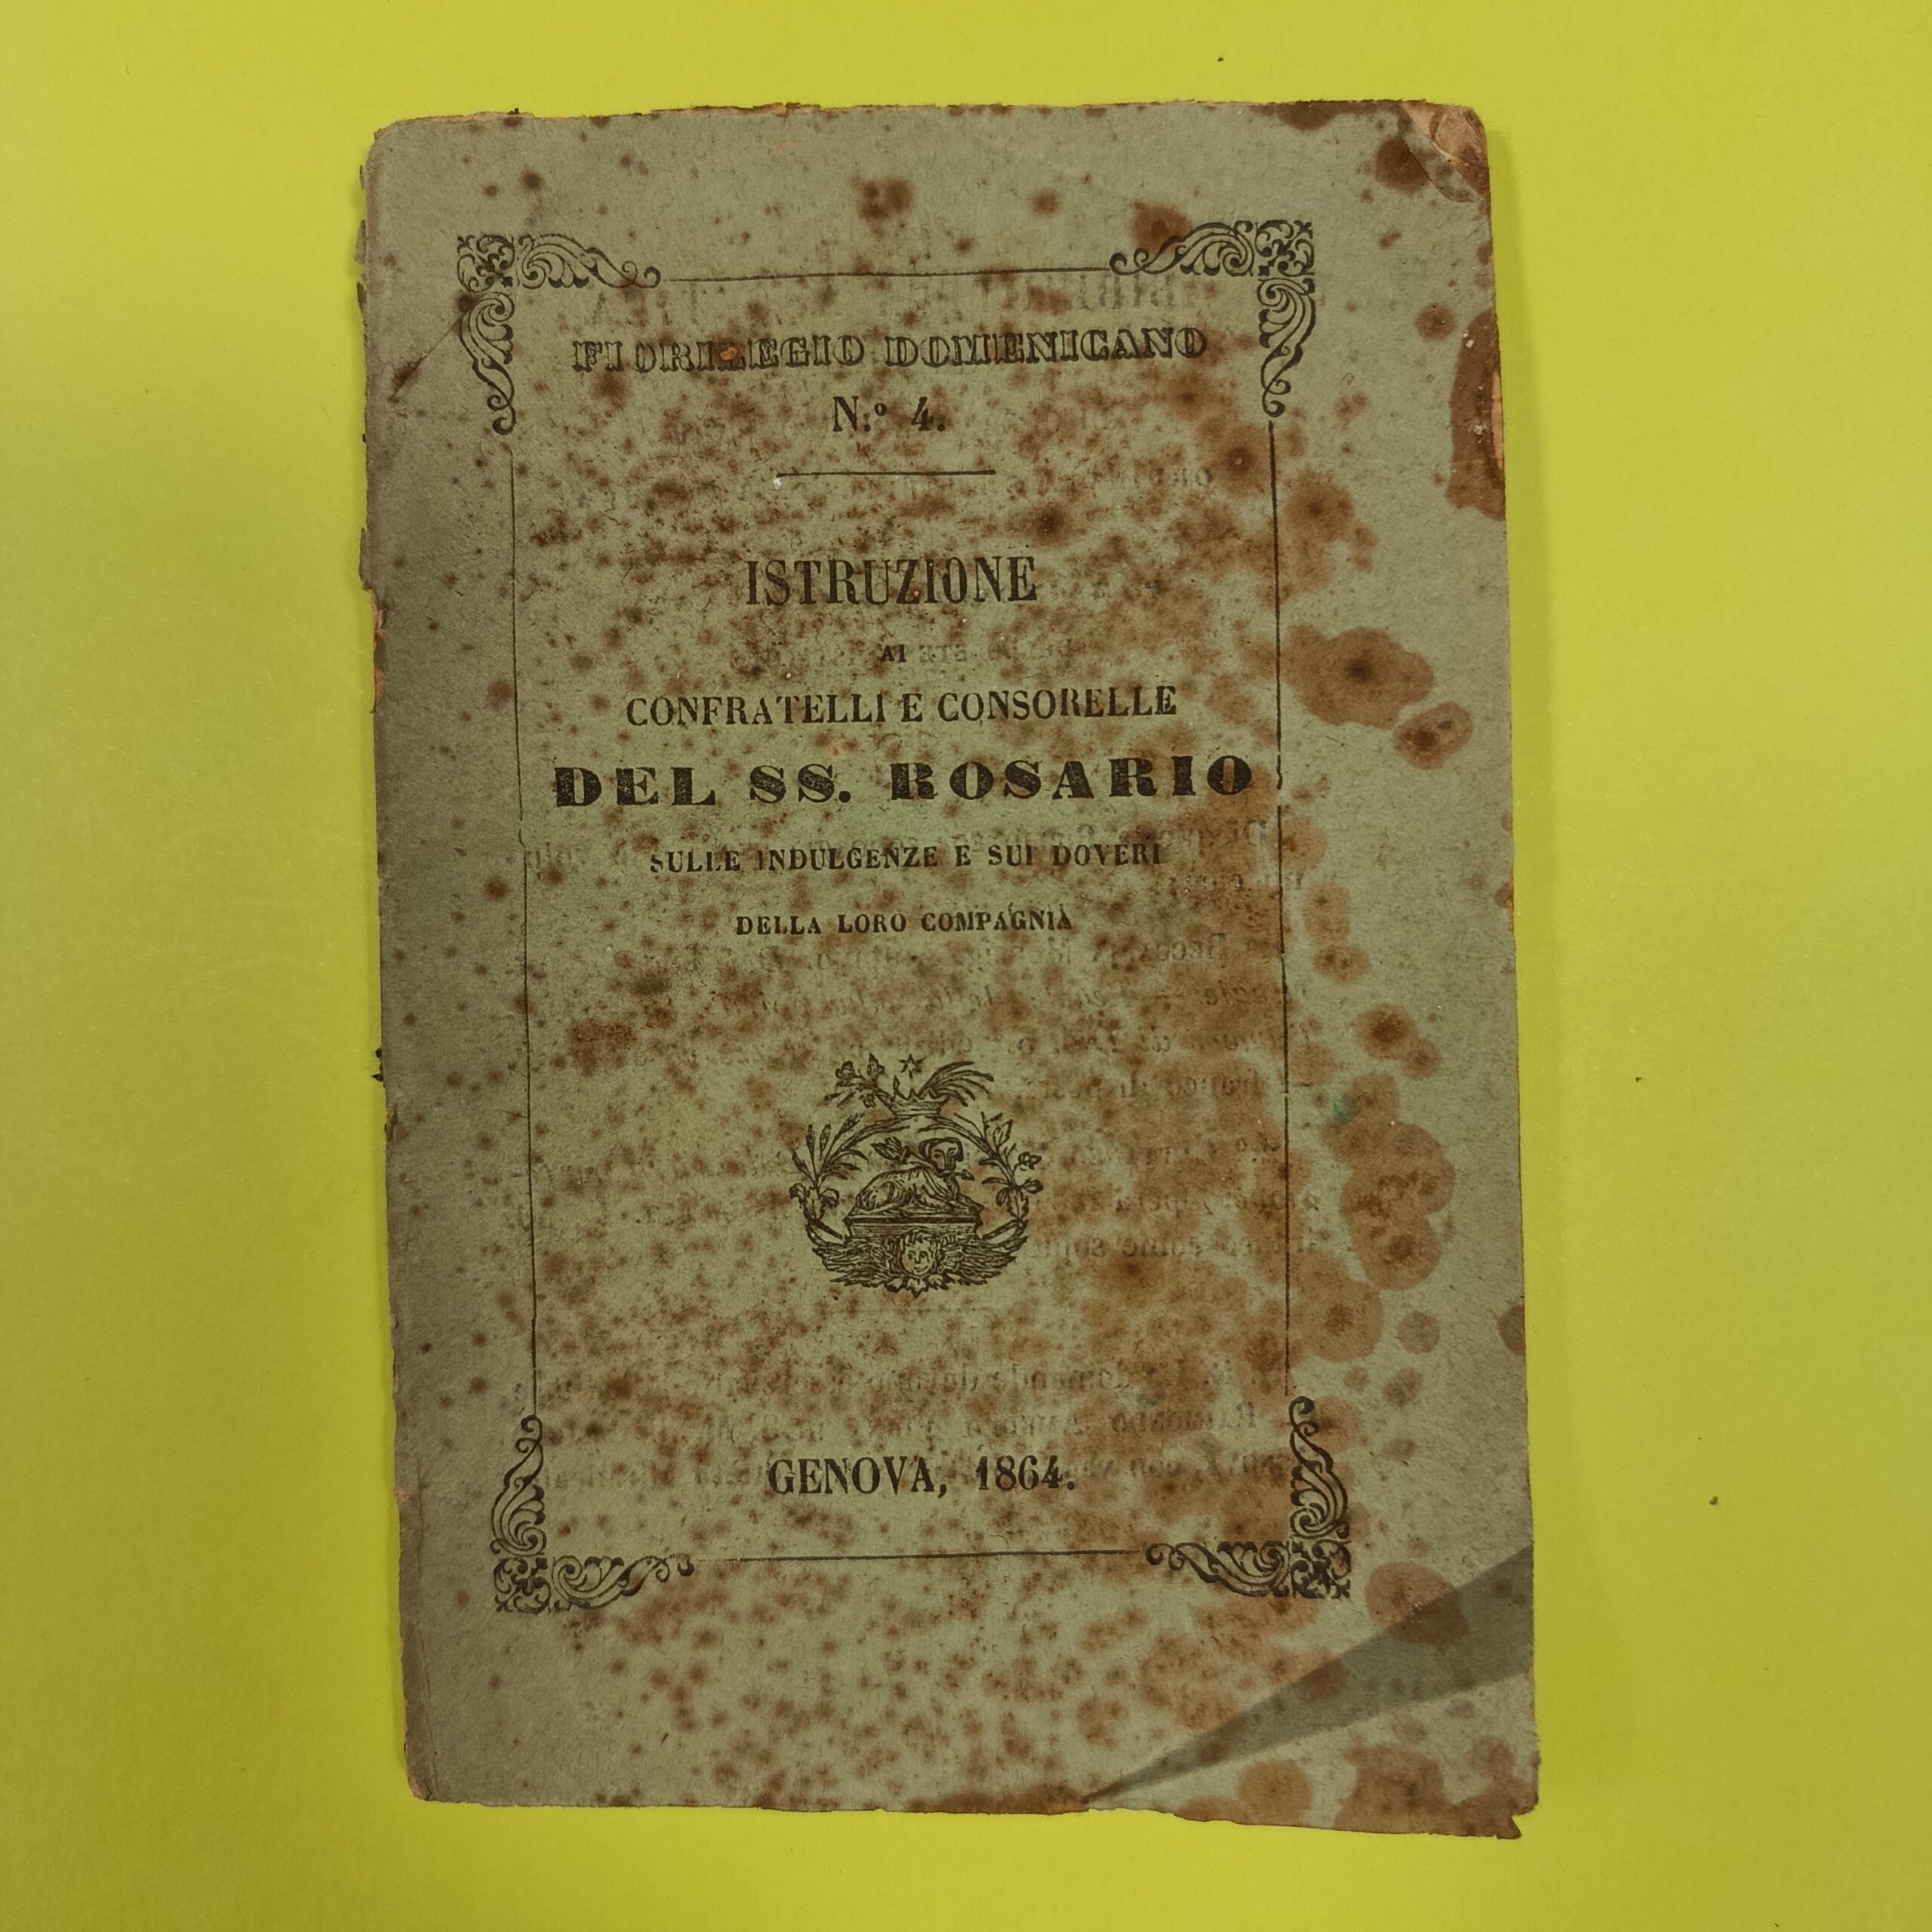 FIORILEGIO DOMENICANO
N.º 4.
ISTRUZIONE
AI
CONFRATELLI E CONSORELLE
DEL SS. ROSARIO
SULLE INDULGENZE E SUI DOVERI
DELLA LORO COMPAGNIA
GENOVA, 1864.